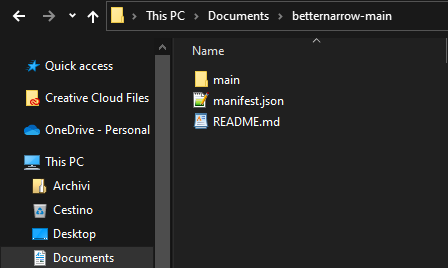 This PC > Documents > betternarrow-main
Name
Quick access
Creative Cloud Files
OneDrive - Personal
This PC
Archivi
Cestino
Desktop
Documents
main
manifest.json
README.md